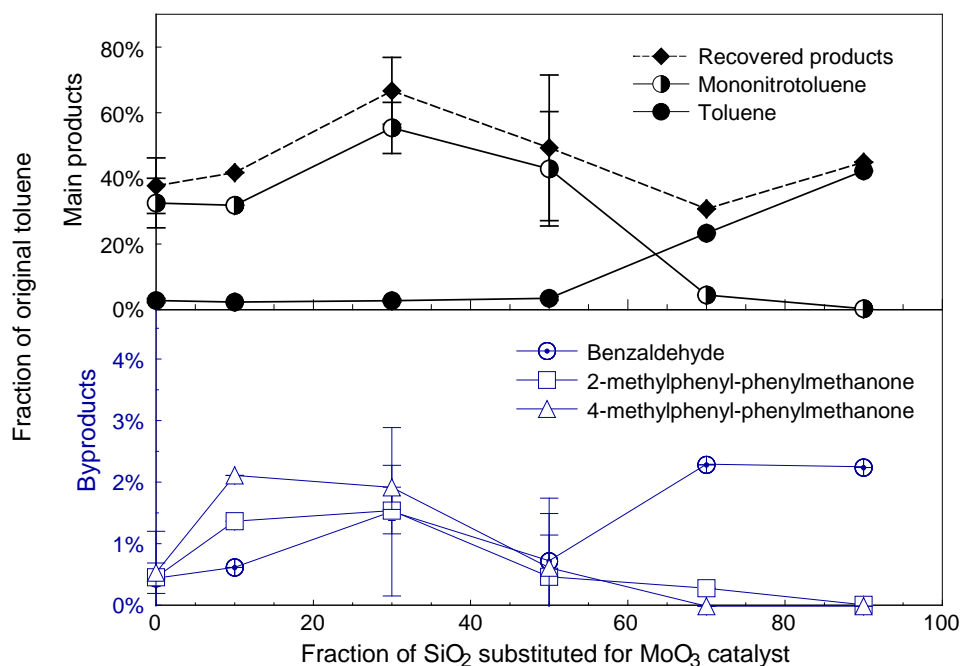 Fraction of original toluene
Main products
80%
60%
40%
20%
0%
Recovered products
Mononitrotoluene
Toluene
Byproducts
4%
3%
2%
1%
0%
Benzaldehyde
2-methylphenyl-phenylmethanone
4-methylphenyl-phenylmethanone
0 20 40 60 80 100
Fraction of SiO₂ substituted for MoO₃ catalyst